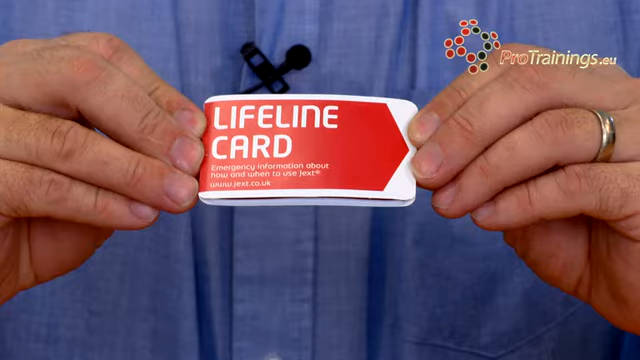 ProTrainings.eu
LIFELINE
CARD
Emergency information about
how and when to use Jext®
www.jext.co.uk